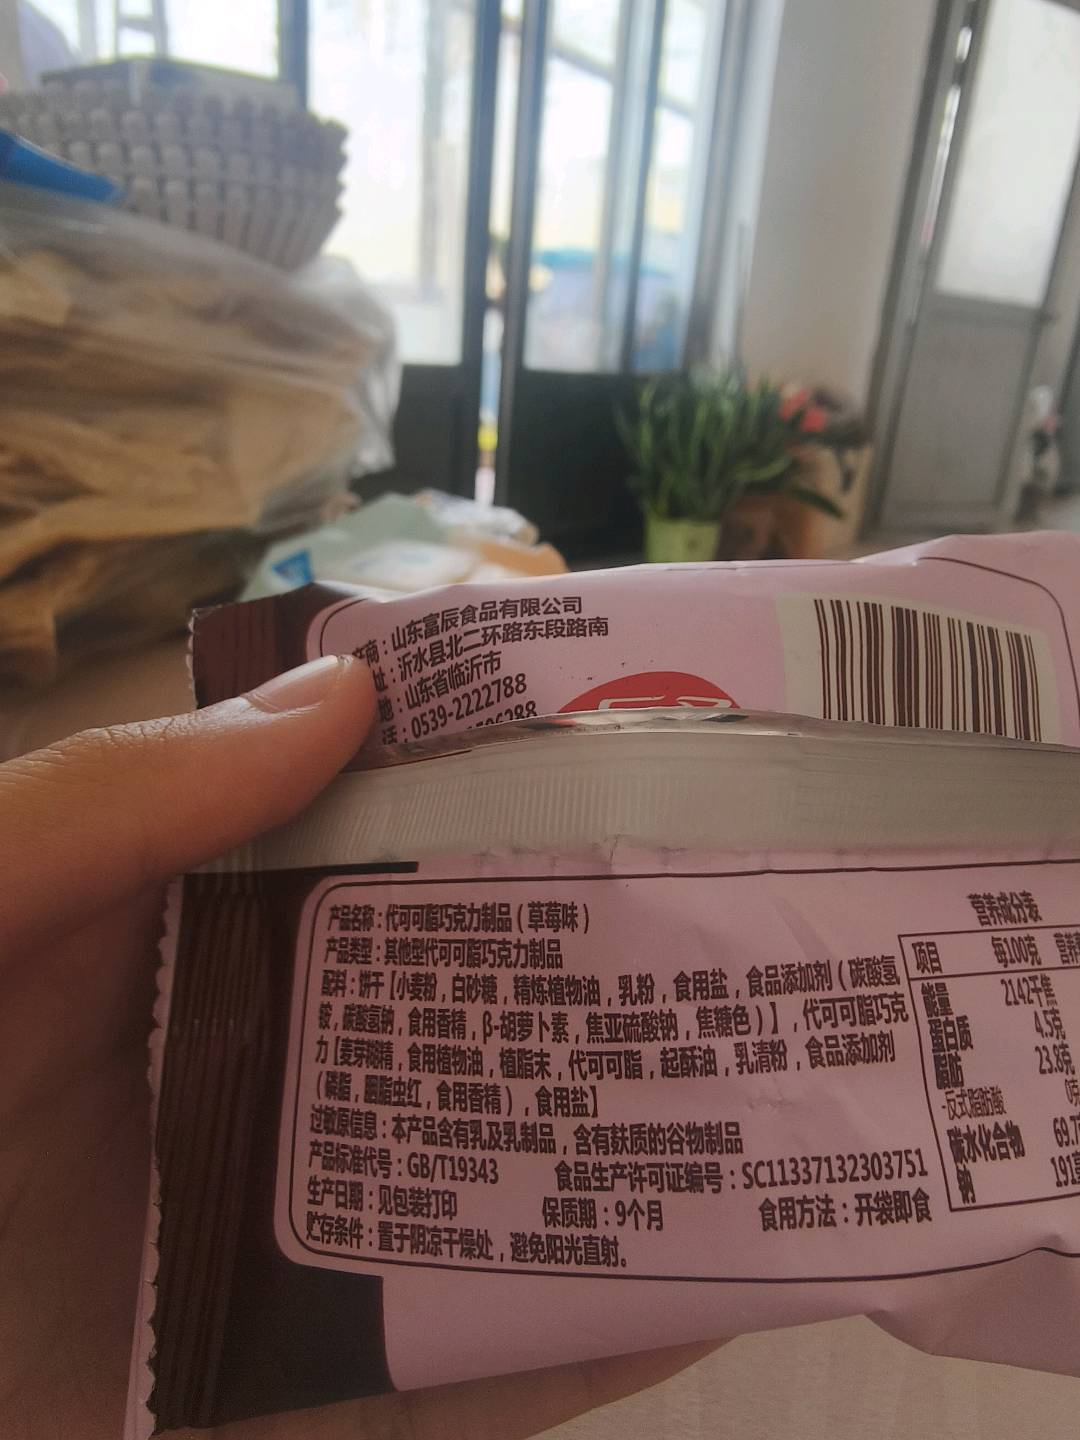 商：山东富辰食品有限公司
址：沂水县北二环路东段路南
地：山东省临沂市
话：0539-2222788
6288
产品名称：代可可脂巧克力制品（草莓味）
产品类型：其他型代可可脂巧克力制品
配料：饼干【小麦粉，白砂糖，精炼植物油，乳粉，食用盐，食品添加剂（碳酸氢
铵，碳酸氢钠，食用香精，β-胡萝卜素，焦亚硫酸钠，焦糖色）】，代可可脂巧克
力【麦芽糊精，食用植物油，植脂末，代可可脂，起酥油，乳清粉，食品添加剂
（磷脂，胭脂虫红，食用香精），食用盐】
过敏原信息：本产品含有乳及乳制品，含有麸质的谷物制品
产品标准代号：GB/T19343 食品生产许可证编号：SC11337132303751
生产日期：见包装打印 保质期：9个月 食用方法：开袋即食
贮存条件：置于阴凉干燥处，避免阳光直射。
营养成分表
项目 每100克 营养
能量 2142千焦
蛋白质 4.5克
脂肪 23.8克
-反式脂肪酸 0克
碳水化合物 69.7
钠 191